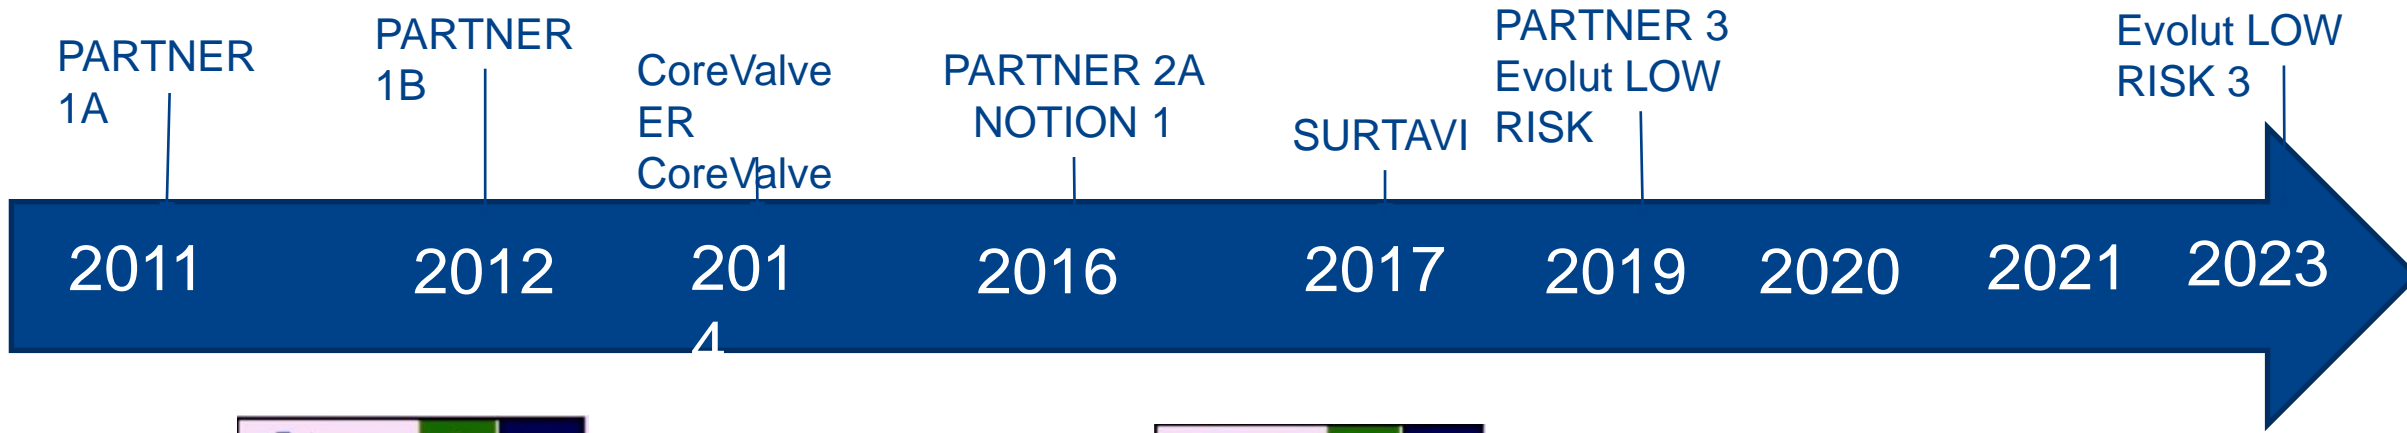 PARTNER
1A
PARTNER
1B
CoreValve
ER
CoreValve
PARTNER 2A
NOTION 1
SURTAVI
PARTNER 3
Evolut LOW
RISK
Evolut LOW
RISK 3
2011
2012
201
4
2016
2017
2019
2020
2021
2023